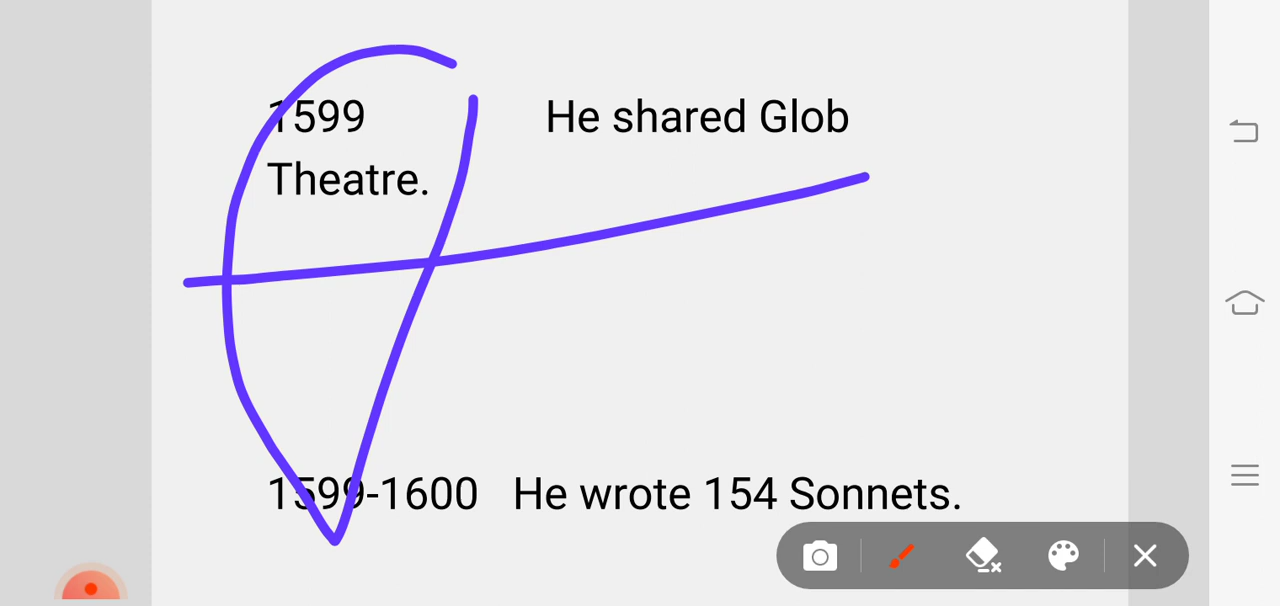 1599 He shared Glob
Theatre.
1599-1600 He wrote 154 Sonnets.